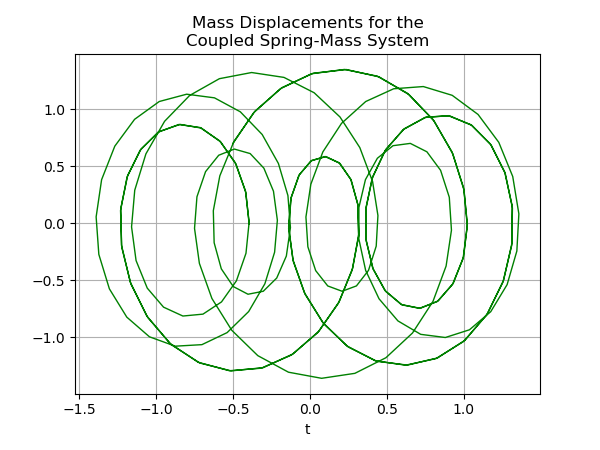 Mass Displacements for the
Coupled Spring-Mass System
1.0
0.5
0.0
−0.5
−1.0
−1.5 −1.0 −0.5 0.0 0.5 1.0
t